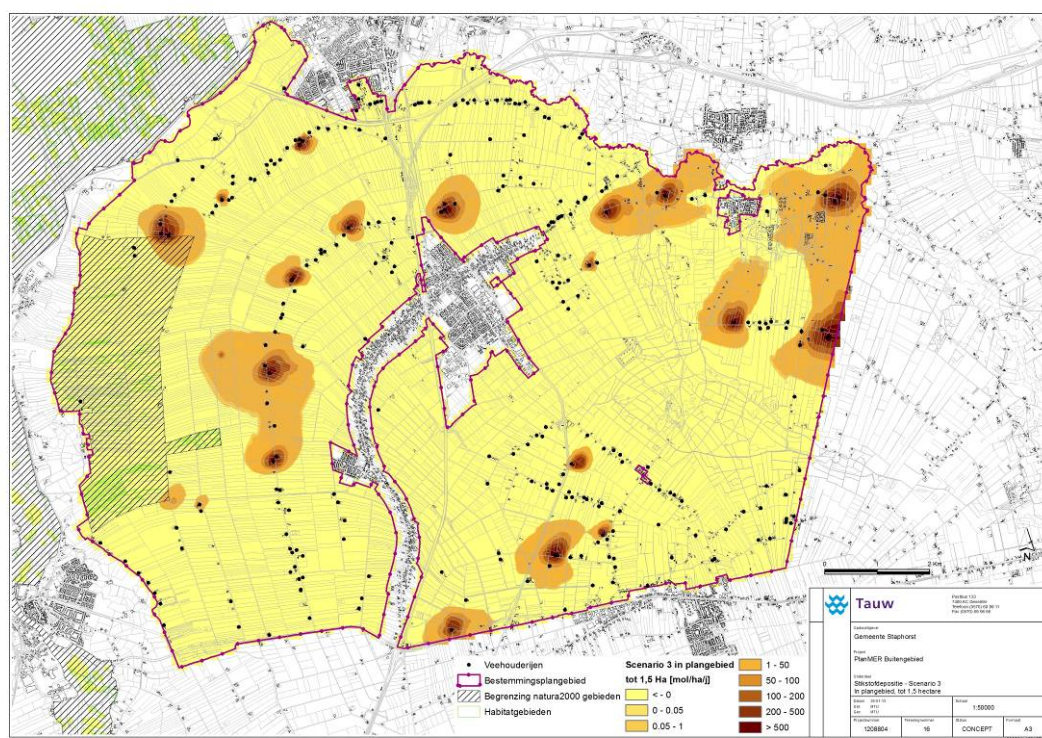 Veehouderijen
Bestemmingsplangebied
Begrenzing natura2000 gebieden
Habitatgebieden
Scenario 3 in plangebied
tot 1,5 Ha [mol/ha/j]
< - 0
0 - 0.05
0.05 - 1
1 - 50
50 - 100
100 - 200
200 - 500
> 500
0 1 2 Km
N
Tauw
Gemeente Staphorst
Project
PlanMER Buitengebied
Stikstofdepositie - Scenario 3
In plangebied, tot 1,5 hectare
1:50000
1208804
16
CONCEPT
A3